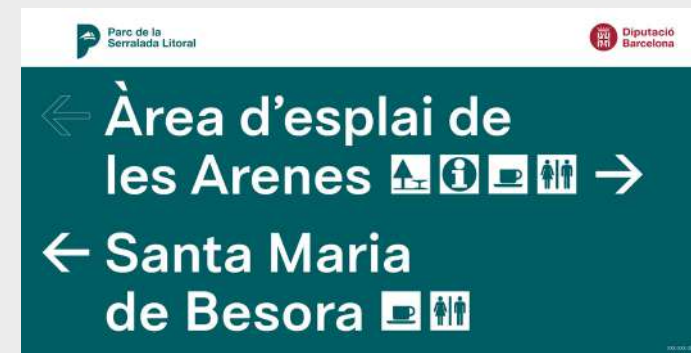 Parc de la
Serralada Litoral
Diputació
Barcelona
Àrea d'esplai de
les Arenes
Santa Maria
de Besora